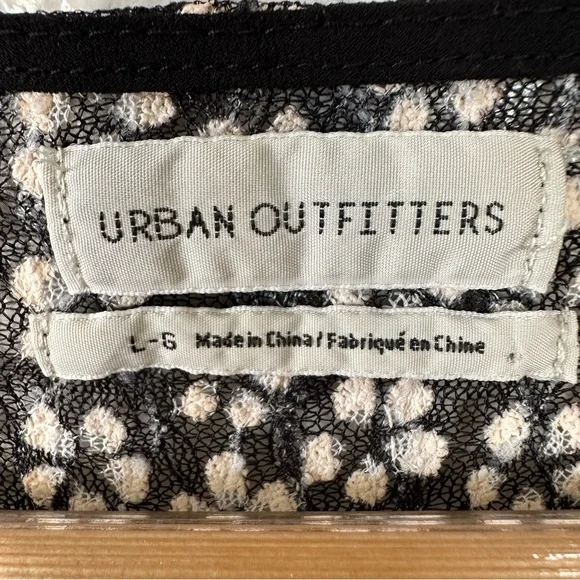 URBAN OUTFITTERS
L-G Made in China / Fabriqué en Chine